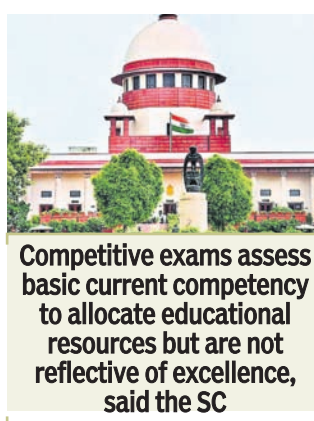 Competitive exams assess
basic current competency
to allocate educational
resources but are not
reflective of excellence,
said the SC